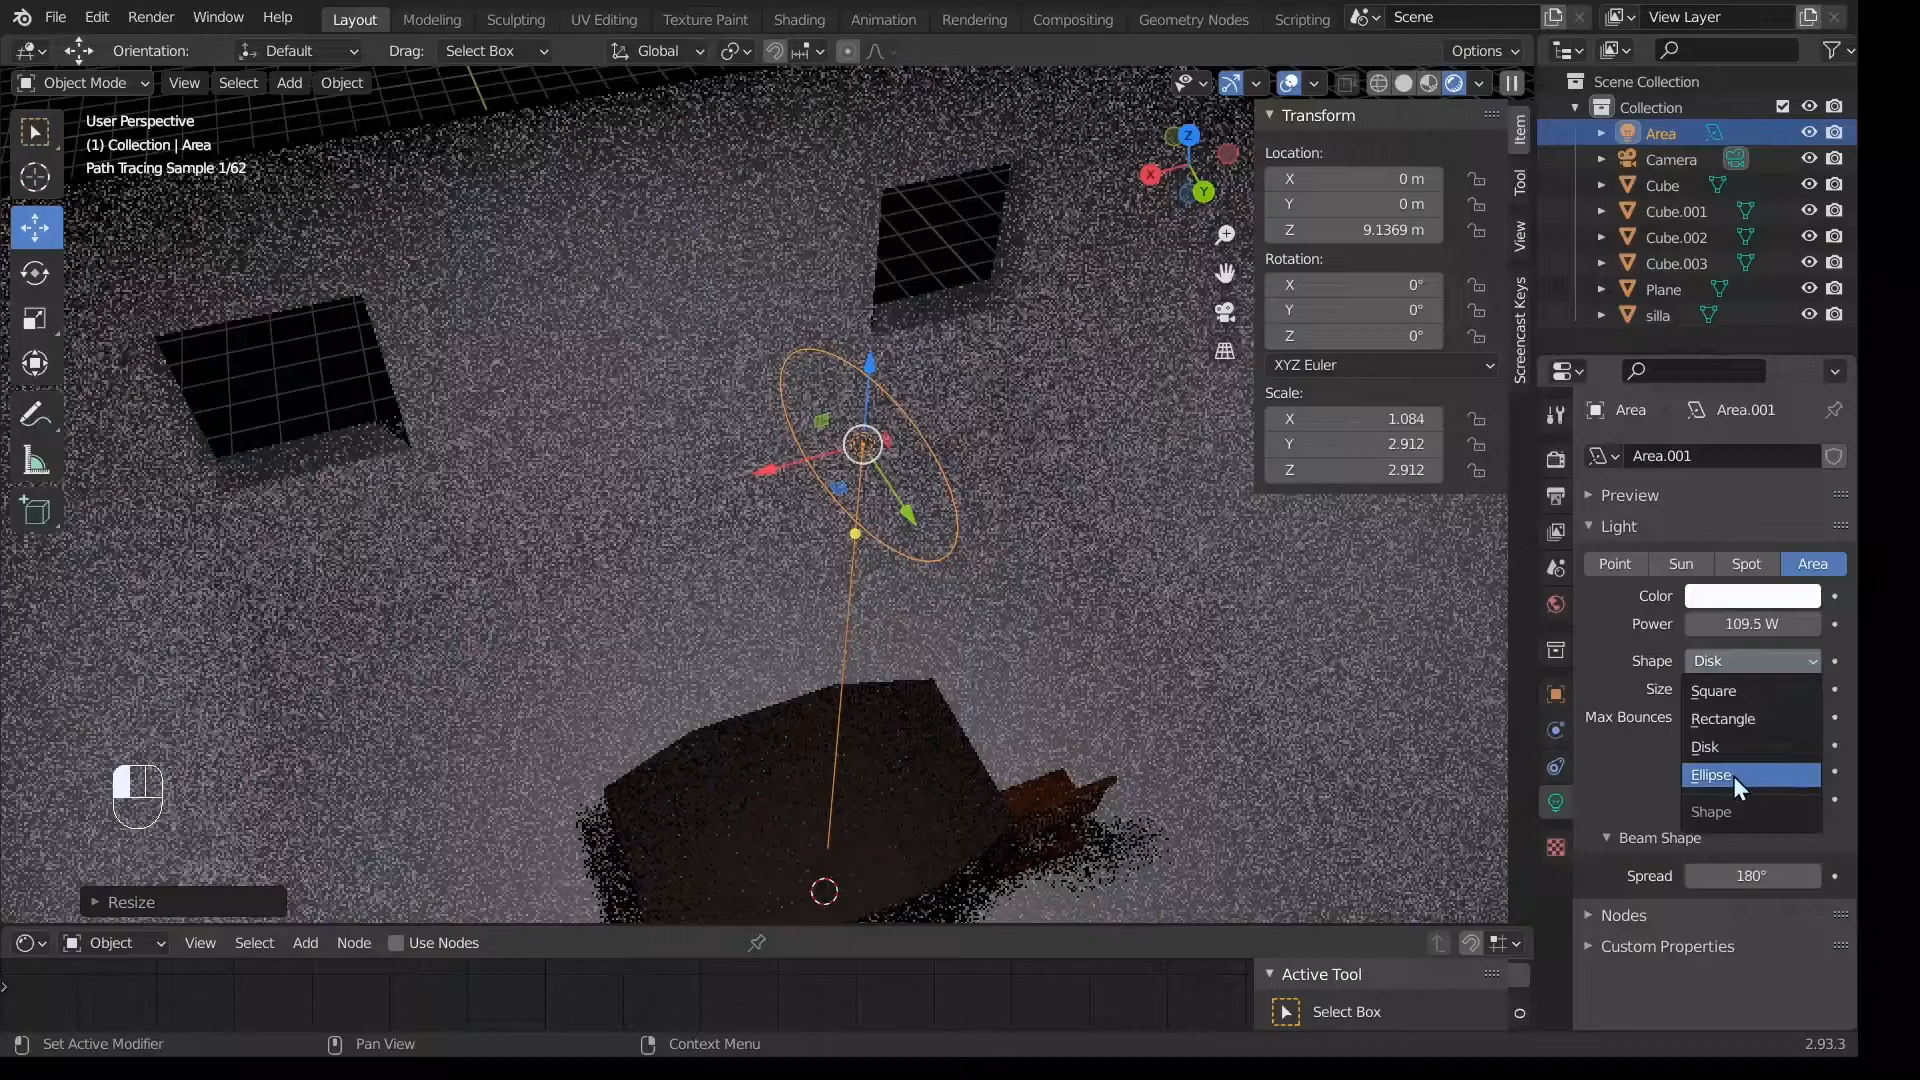 File Edit Render Window Help Layout Modeling Sculpting UV Editing Texture Paint Shading Animation Rendering Compositing Geometry Nodes Scripting Scene View Layer
Orientation: Default Drag: Select Box Global Options
Object Mode View Select Add Object
User Perspective
(1) Collection | Area
Path Tracing Sample 1/62
X
Y
Z
Transform
Location:
X 0 m
Y 0 m
Z 9.1369 m
Rotation:
X 0°
Y 0°
Z 0°
XYZ Euler
Scale:
X 1.084
Y 2.912
Z 2.912
Item
Tool
View
Screencast Keys
Scene Collection
Collection
Area
Camera
Cube
Cube.001
Cube.002
Cube.003
Plane
silla
Area Area.001
Area.001
Preview
Light
Point Sun Spot Area
Color
Power 109.5 W
Shape Disk
Size
Max Bounces
Square
Rectangle
Disk
Ellipse
Shape
Beam Shape
Spread 180°
Nodes
Custom Properties
Resize
Object View Select Add Node Use Nodes
Active Tool
Select Box
Set Active Modifier Pan View Context Menu 2.93.3